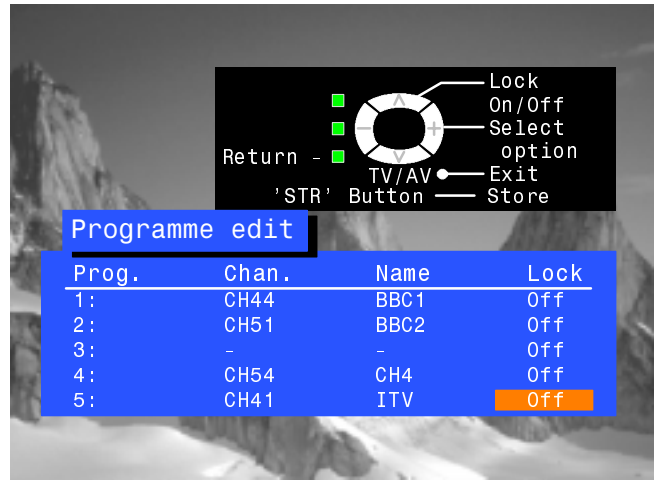 Lock
On/Off
Select
option
Return - TV/AV Exit
'STR' Button Store
Programme edit
Prog. Chan. Name Lock
1: CH44 BBC1 Off
2: CH51 BBC2 Off
3: - - Off
4: CH54 CH4 Off
5: CH41 ITV Off